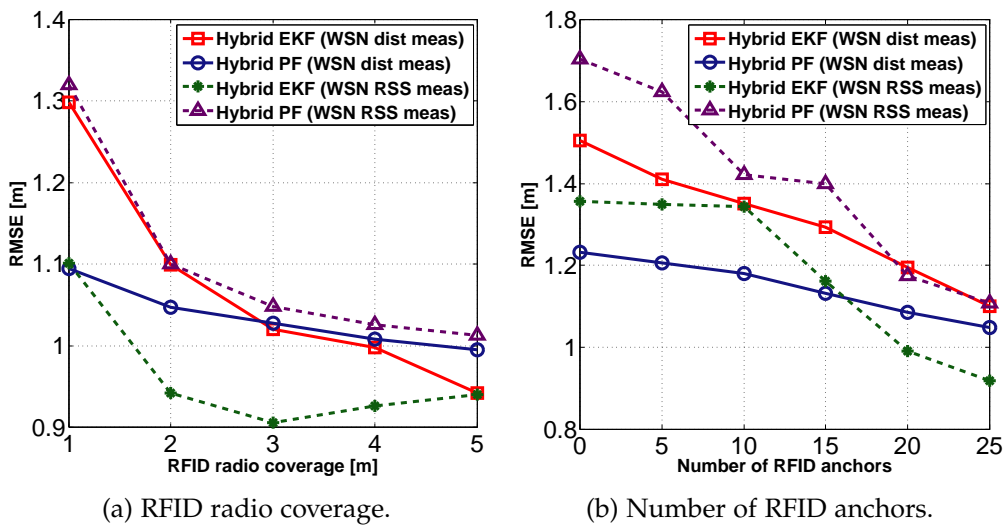 1.4
1.3
1.2
1.1
1
0.9
RMSE [m]
Hybrid EKF (WSN dist meas)
Hybrid PF (WSN dist meas)
Hybrid EKF (WSN RSS meas)
Hybrid PF (WSN RSS meas)
1 2 3 4 5
RFID radio coverage [m]
(a) RFID radio coverage.
1.8
1.6
1.4
1.2
1
0.8
RMSE [m]
Hybrid EKF (WSN dist meas)
Hybrid PF (WSN dist meas)
Hybrid EKF (WSN RSS meas)
Hybrid PF (WSN RSS meas)
0 5 10 15 20 25
Number of RFID anchors
(b) Number of RFID anchors.